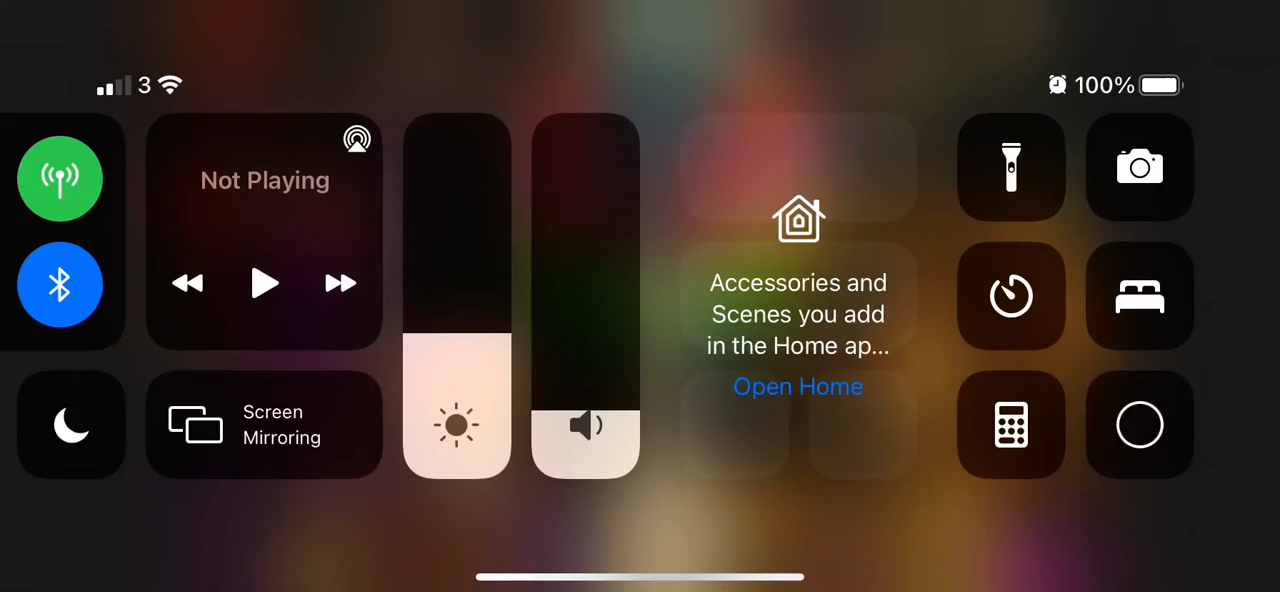 3
100%
Not Playing
Screen
Mirroring
Accessories and
Scenes you add
in the Home ap...
Open Home